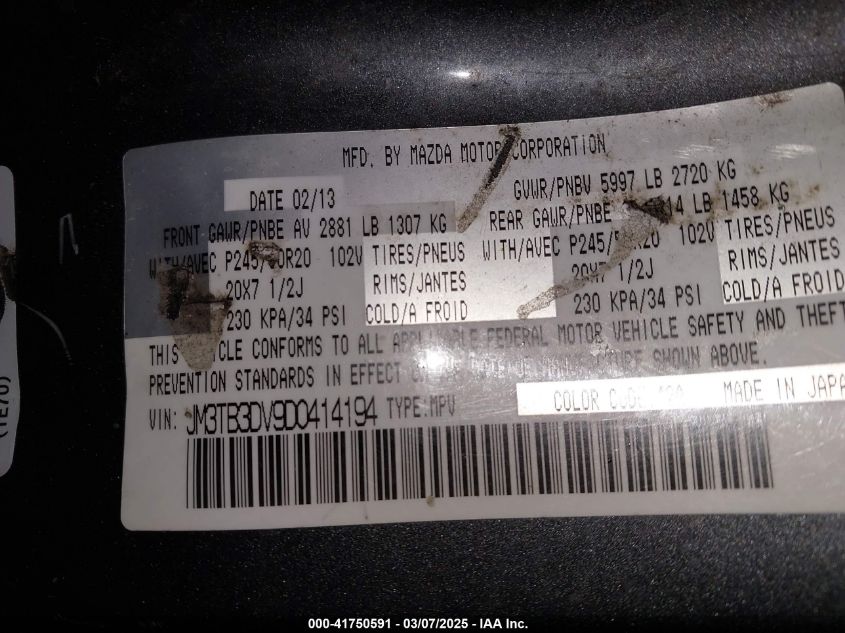 MFD. BY MAZDA MOTOR CORPORATION
DATE 02/13
GVWR/PNBV 5997 LB 2720 KG
FRONT GAWR/PNBE AV 2881 LB 1307 KG
REAR GAWR/PNBE LB 1458 KG
WITH/AVEC 102V TIRES/PNEUS
WITH/AVEC 102V TIRES/PNEUS
20X7 1/2J RIMS/JANTES
20X7 1/2J RIMS/JANTES
230 KPA/34 PSI COLD/A FROID
230 KPA/34 PSI COLD/A FROID
THIS CONFORMS TO ALL FEDERAL MOTOR VEHICLE SAFETY AND THEFT
PREVENTION STANDARDS IN EFFECT SHOWN ABOVE.
COLOR MADE IN JAPA
VIN: JM3TB3DV9D0414194 TYPE:MPV
(1E70)
000-41750591 - 03/07/2025 - IAA Inc.